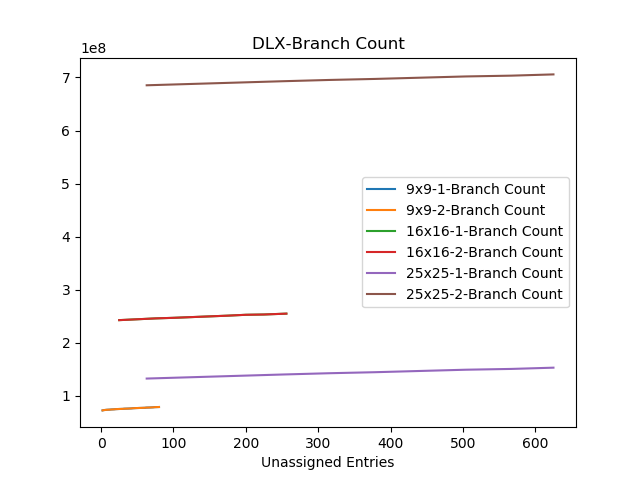 DLX-Branch Count
1e8
7
6
5
4
3
2
1
9x9-1-Branch Count
9x9-2-Branch Count
16x16-1-Branch Count
16x16-2-Branch Count
25x25-1-Branch Count
25x25-2-Branch Count
0 100 200 300 400 500 600
Unassigned Entries